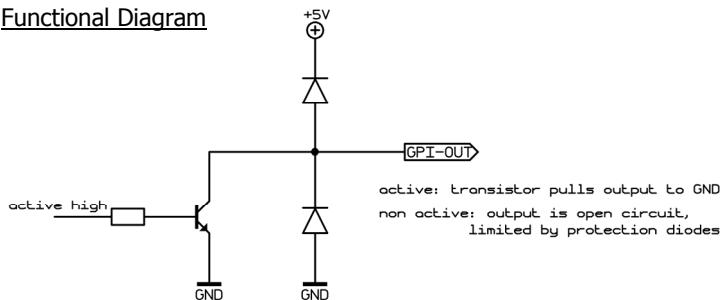 Functional Diagram
+5V
GPI-OUT
active: transistor pulls output to GND
active high
non active: output is open circuit,
limited by protection diodes
GND
GND